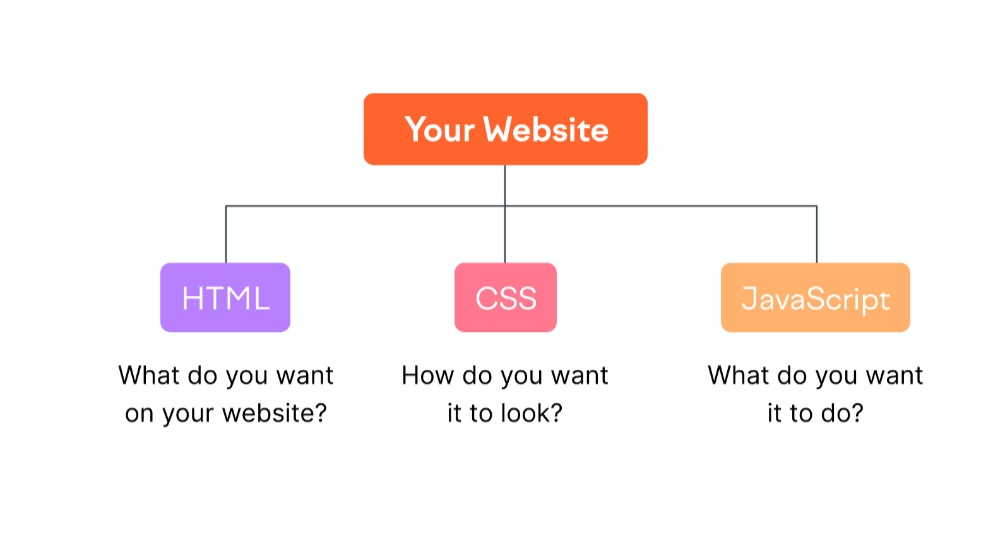 Your Website
HTML
What do you want
on your website?
CSS
How do you want
it to look?
JavaScript
What do you want
it to do?